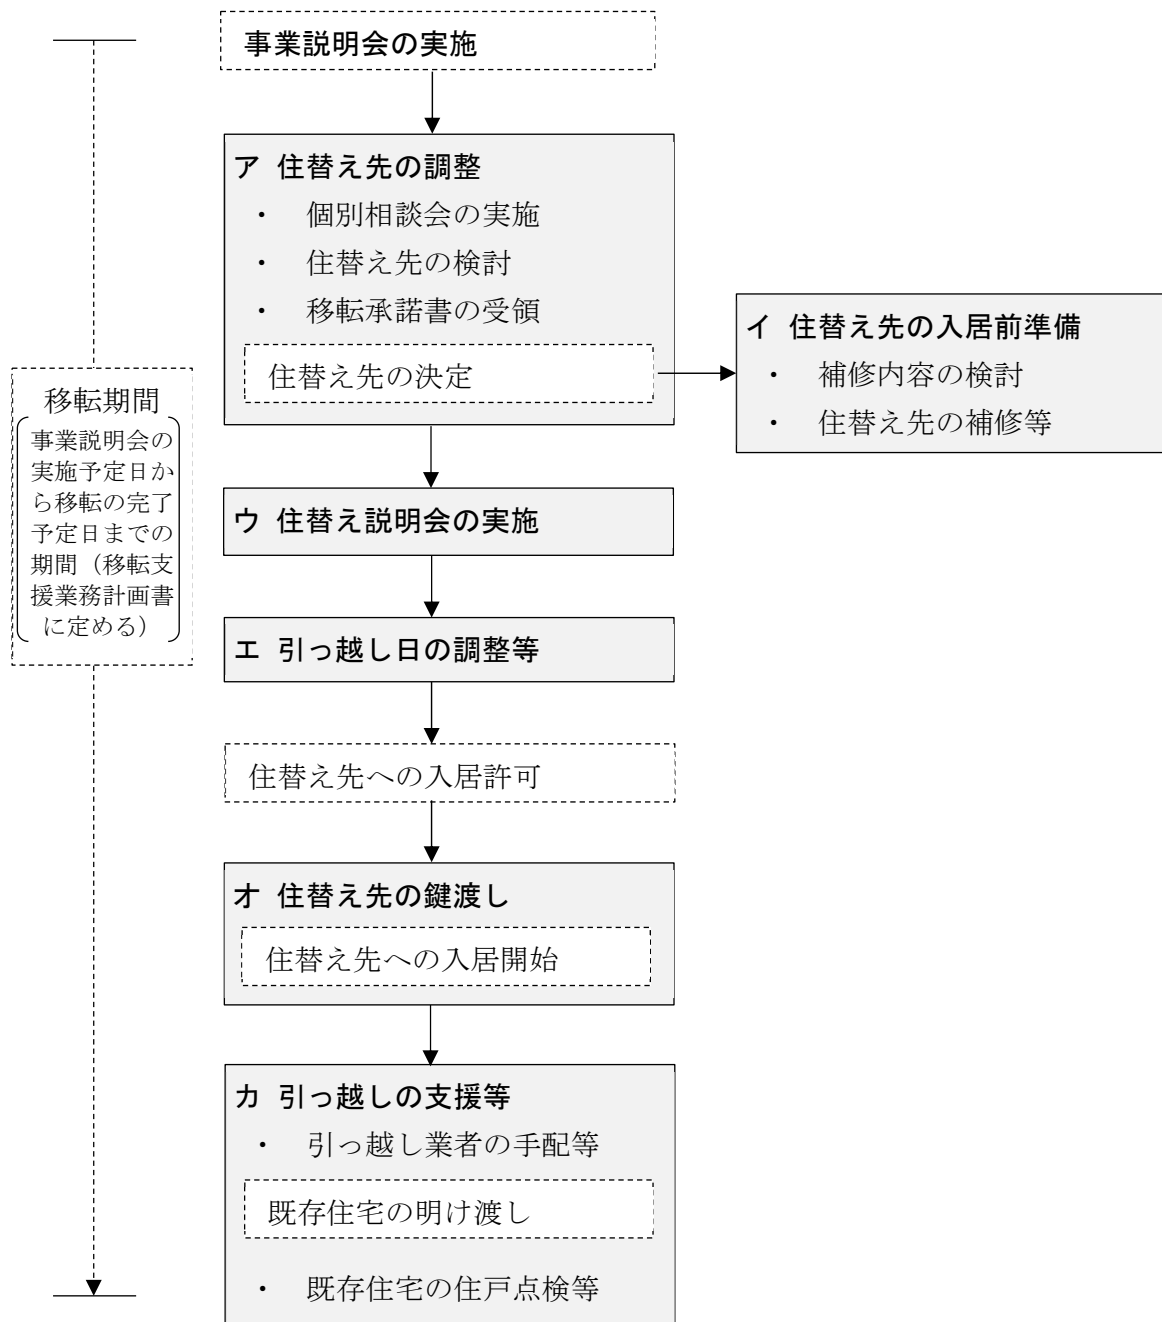 事業説明会の実施
ア 住替え先の調整
・ 個別相談会の実施
・ 住替え先の検討
・ 移転承諾書の受領
住替え先の決定
イ 住替え先の入居前準備
・ 補修内容の検討
・ 住替え先の補修等
移転期間
事業説明会の
実施予定日か
ら移転の完了
予定日までの
期間（移転支
援業務計画書
に定める）
ウ 住替え説明会の実施
エ 引っ越し日の調整等
住替え先への入居許可
オ 住替え先の鍵渡し
住替え先への入居開始
カ 引っ越しの支援等
・ 引っ越し業者の手配等
既存住宅の明け渡し
・ 既存住宅の住戸点検等